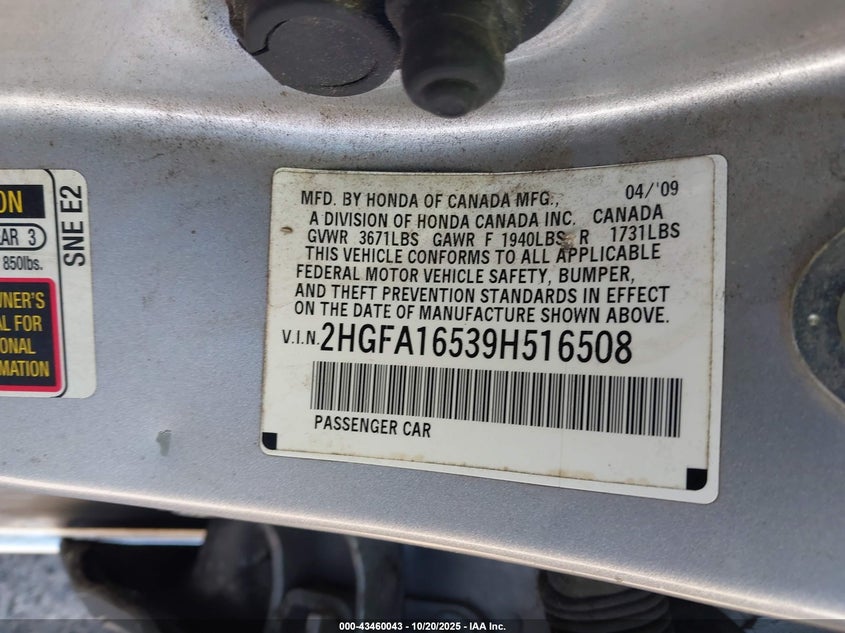 ON
AR 3
850lbs.
SNE E2
WNER'S
AL FOR
ONAL
MATION
MFD. BY HONDA OF CANADA MFG., 04/'09
A DIVISION OF HONDA CANADA INC. CANADA
GVWR 3671LBS GAWR F 1940LBS R 1731LBS
THIS VEHICLE CONFORMS TO ALL APPLICABLE
FEDERAL MOTOR VEHICLE SAFETY, BUMPER,
AND THEFT PREVENTION STANDARDS IN EFFECT
ON THE DATE OF MANUFACTURE SHOWN ABOVE.
V.I.N. 2HGFA16539H516508
PASSENGER CAR
000-43460043 - 10/20/2025 - IAA Inc.